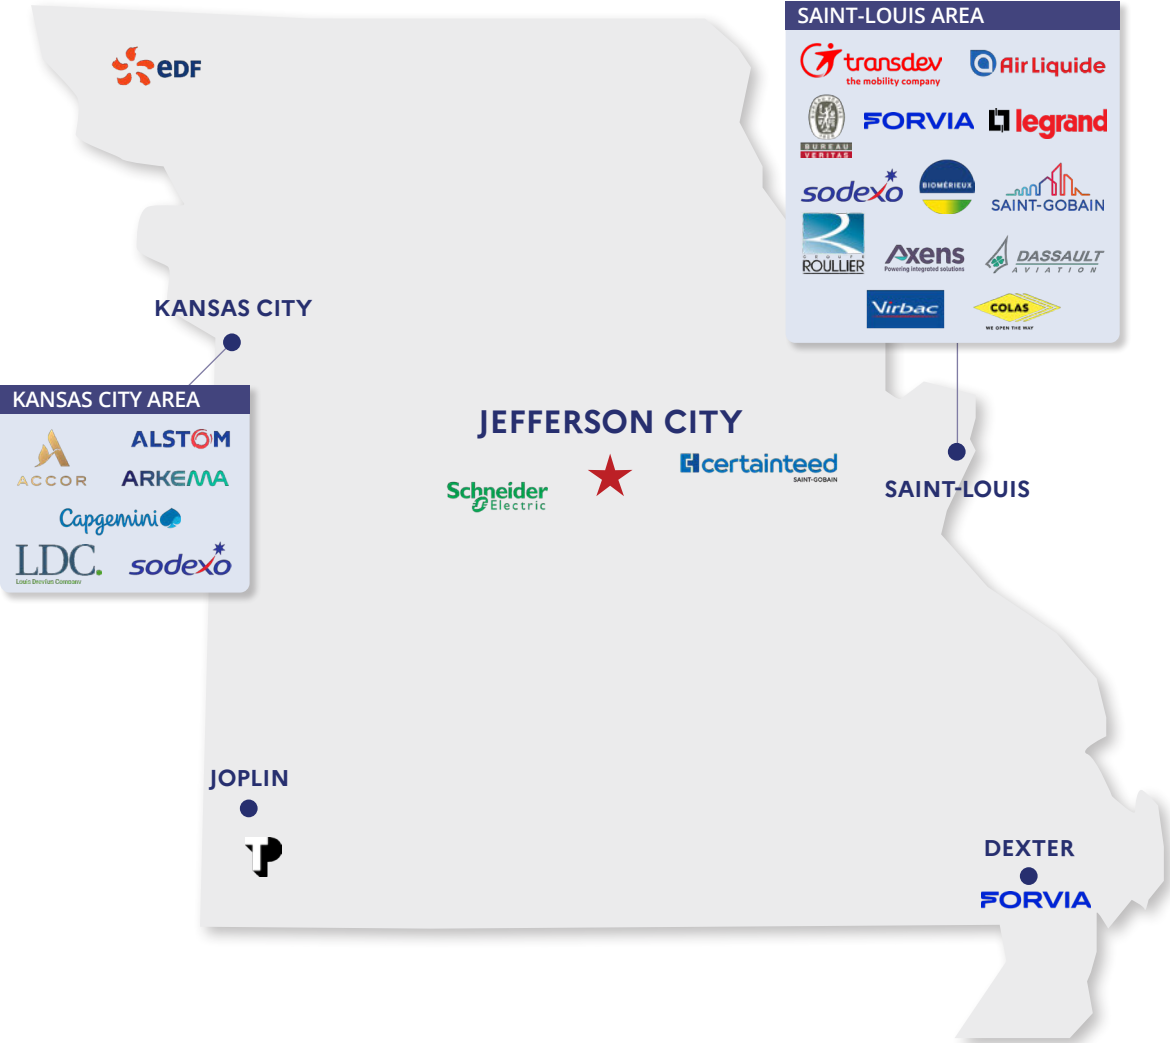 SAINT-LOUIS AREA
transdev
the mobility company
Air Liquide
BUREAU
VERITAS
FORVIA
legrand
sodexo
BIOMÉRIEUX
SAINT-GOBAIN
GROUPE
ROULLIER
Axens
Powering integrated solutions
DASSAULT
AVIATION
Virbac
COLAS
WE OPEN THE WAY
eDF
KANSAS CITY
KANSAS CITY AREA
ACCOR
ALSTOM
ARKEMA
Capgemini
LDC.
Louis Dreyfus Company
sodexo
JEFFERSON CITY
Schneider
Electric
certainteed
SAINT-GOBAIN
SAINT-LOUIS
JOPLIN
TP
DEXTER
FORVIA